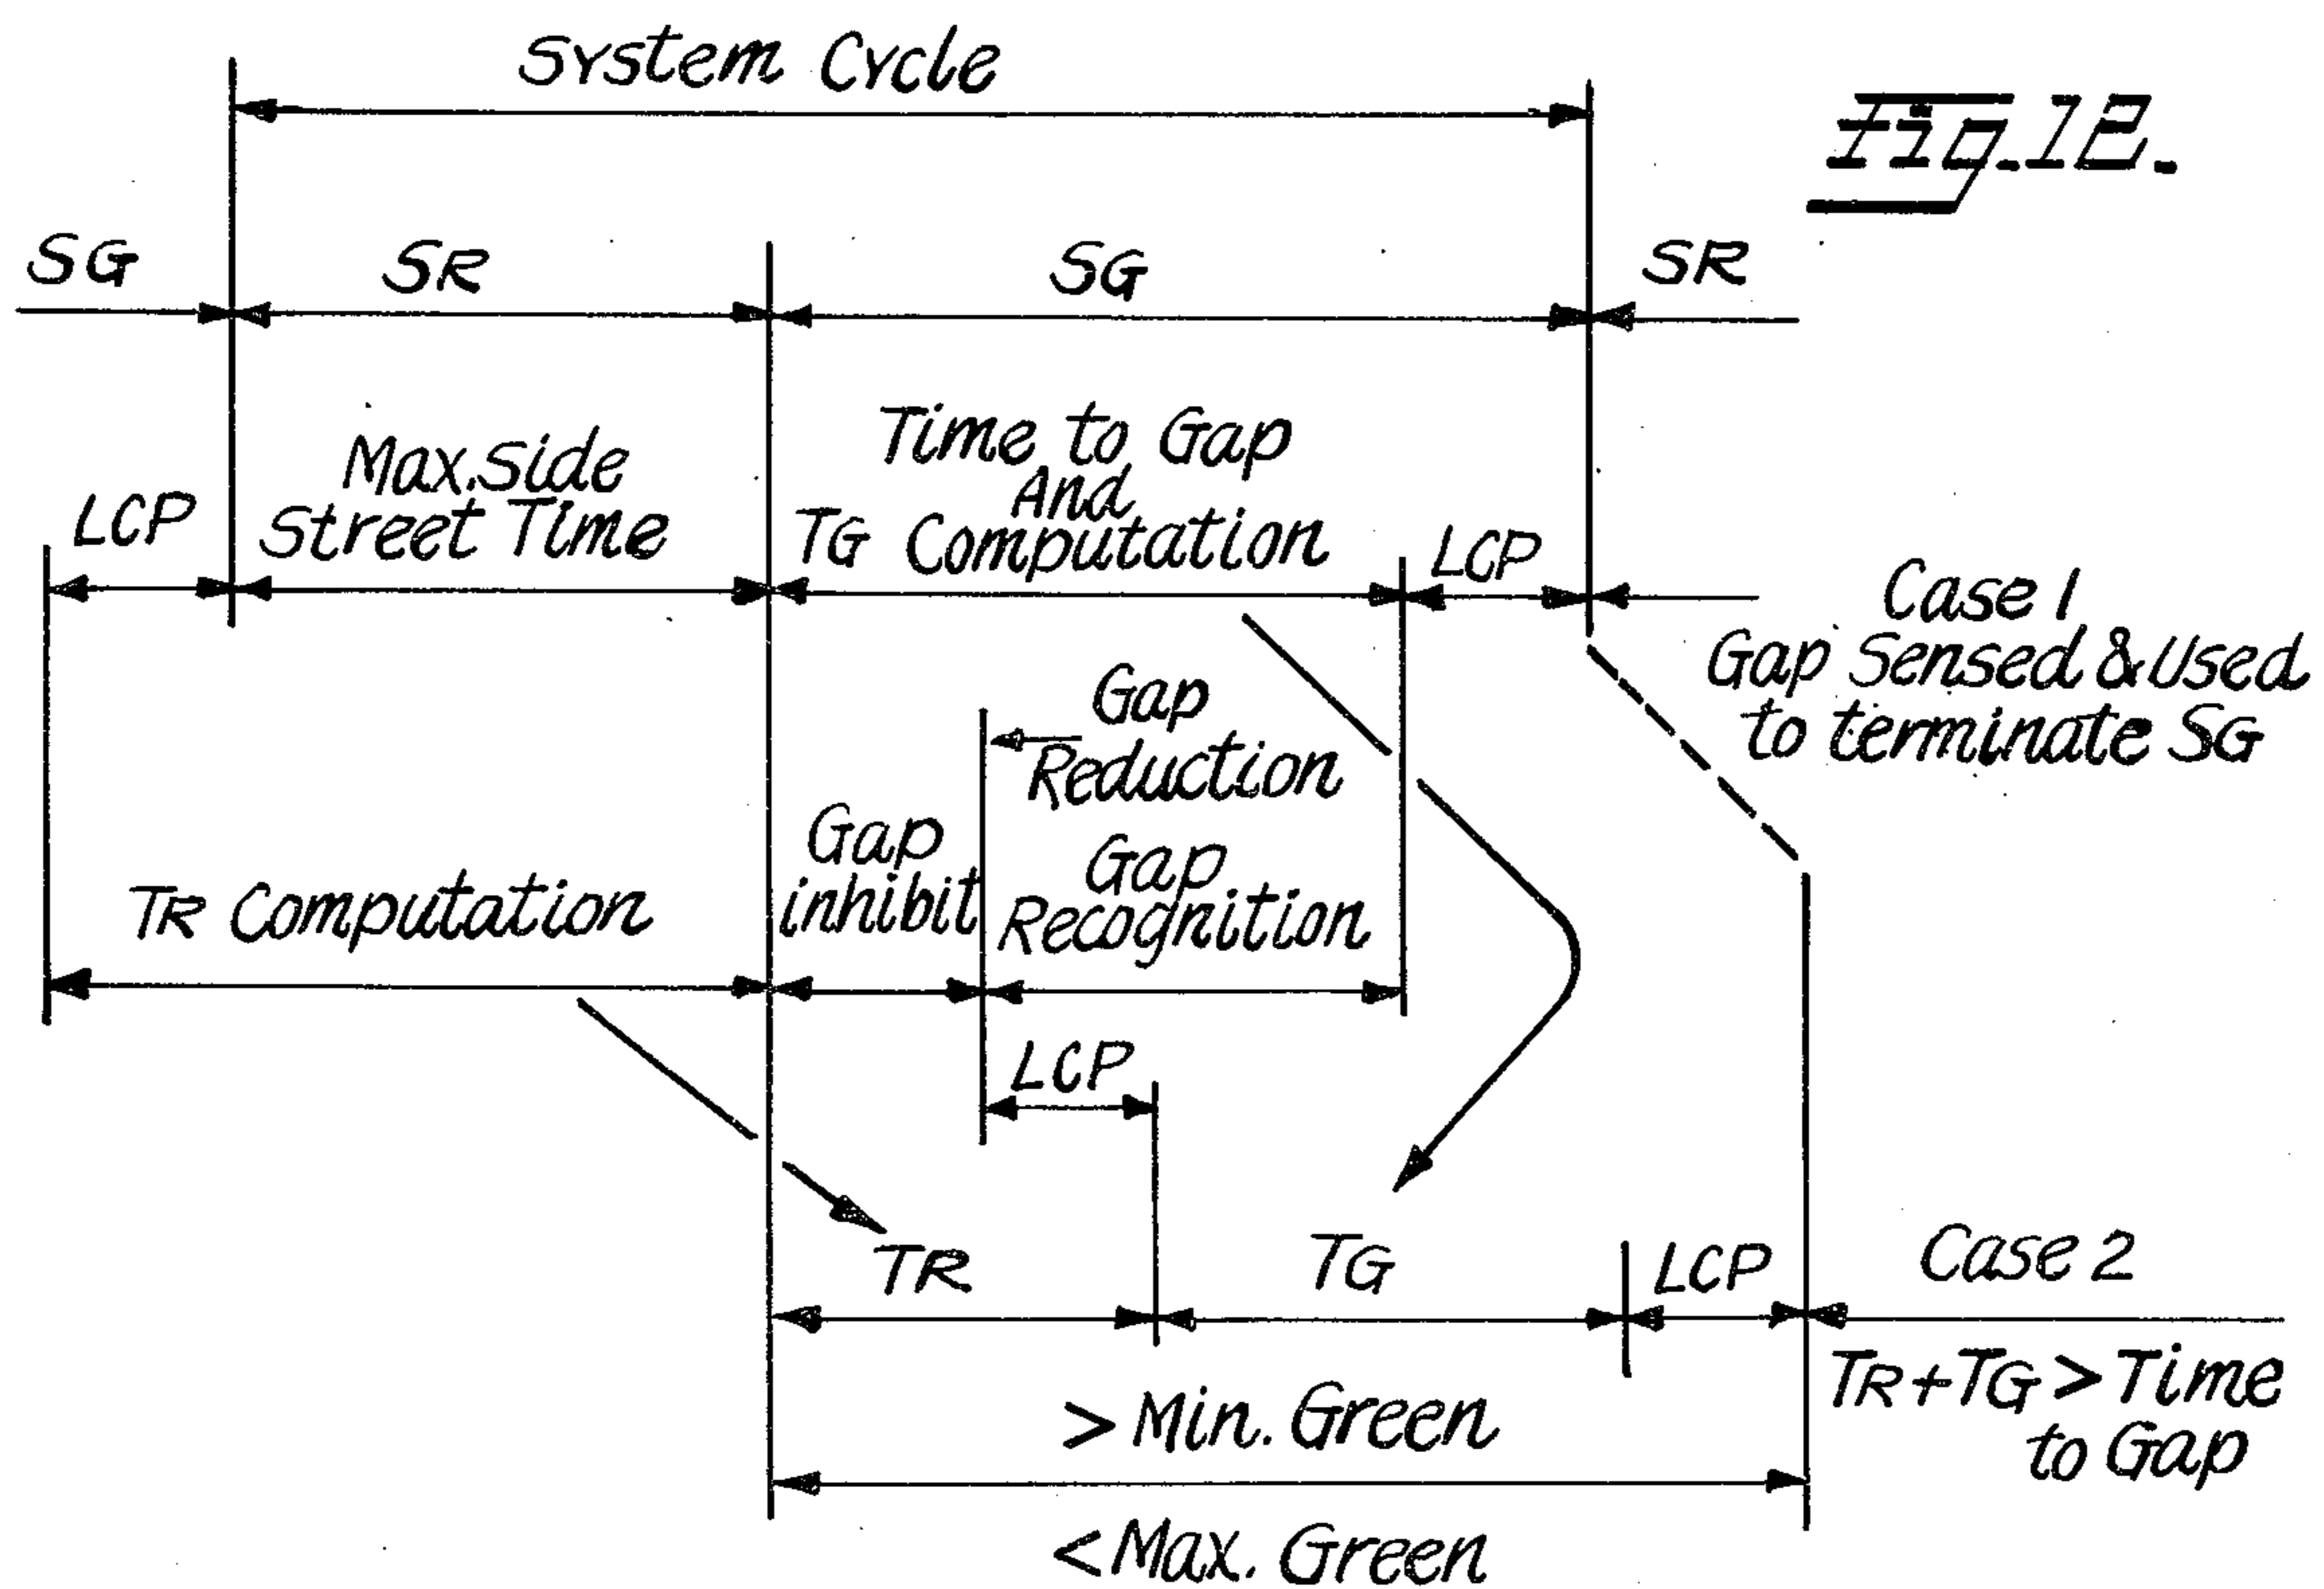 System Cycle
Fig. 12.
SG
SR
SG
SR
LCP
Max. Side
Street Time
Time to Gap
And
TG Computation
LCP
Case 1
Gap Sensed & Used
to terminate SG
Gap
Reduction
TR Computation
Gap
inhibit
Gap
Recognition
LCP
TR
TG
LCP
Case 2
TR+TG > Time
to Gap
> Min. Green
< Max. Green